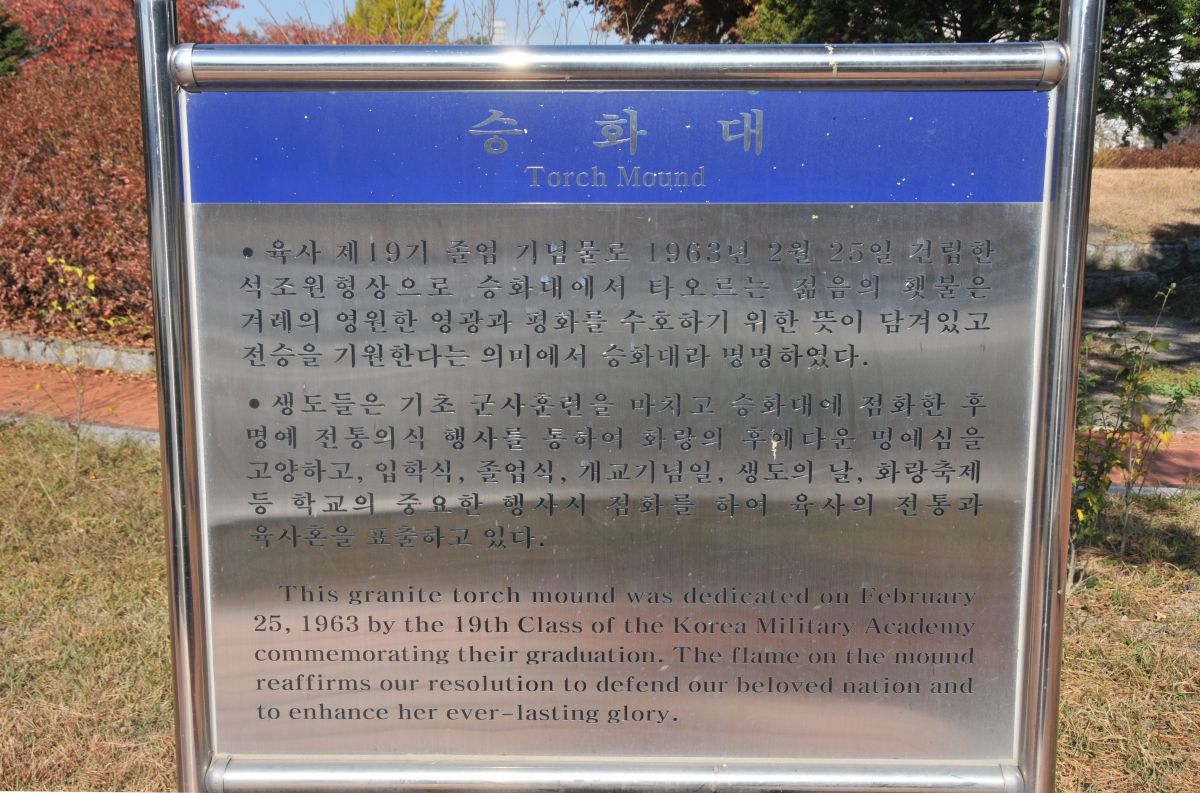 승 화 대
Torch Mound
• 육사 제19기 졸업 기념물로 1963년 2월 25일 건립한
석조원형상으로 승화대에서 타오르는 젊음의 횃불은
겨레의 영원한 영광과 평화를 수호하기 위한 뜻이 담겨있고
전승을 기원한다는 의미에서 승화대라 명명하였다.
• 생도들은 기초 군사훈련을 마치고 승화대에 점화한 후
명예 전통의식 행사를 통하여 화랑의 후예다운 명예심을
고양하고, 입학식, 졸업식, 개교기념일, 생도의 날, 화랑축제
등 학교의 중요한 행사시 점화를 하여 육사의 전통과
육사혼을 표출하고 있다.
This granite torch mound was dedicated on February
25, 1963 by the 19th Class of the Korea Military Academy
commemorating their graduation. The flame on the mound
reaffirms our resolution to defend our beloved nation and
to enhance her ever-lasting glory.